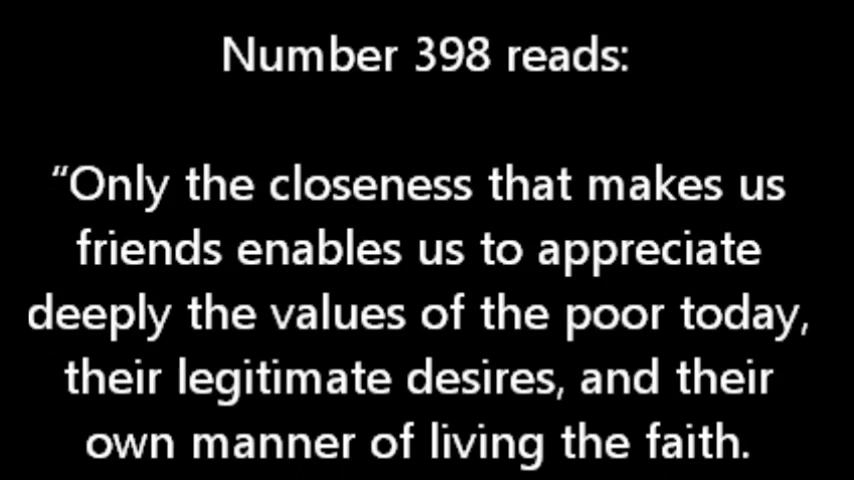 Number 398 reads:
“Only the closeness that makes us
friends enables us to appreciate
deeply the values of the poor today,
their legitimate desires, and their
own manner of living the faith.